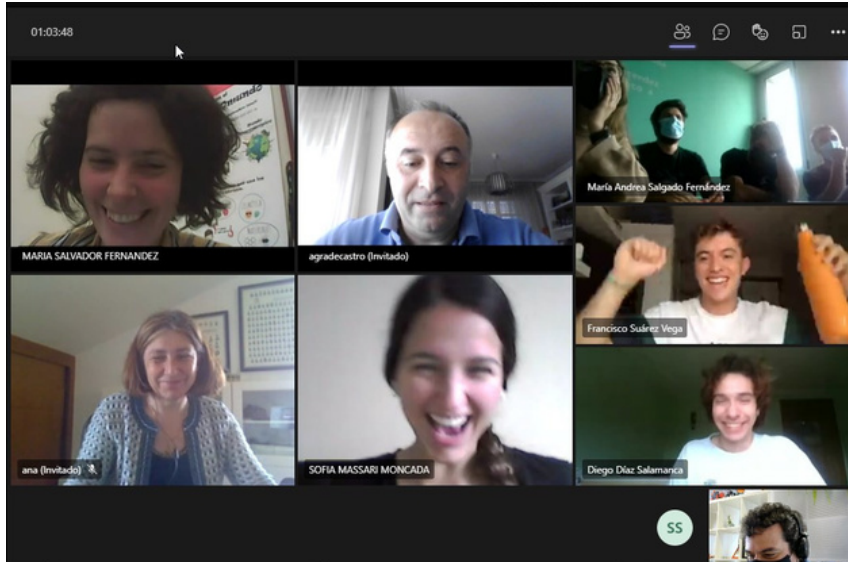 01:03:48
mundo
MARIA SALVADOR FERNANDEZ
agradecastro (Invitado)
María Andrea Salgado Fernández
Francisco Suárez Vega
ana (Invitado)
SOFIA MASSARI MONCADA
Diego Díaz Salamanca
SS